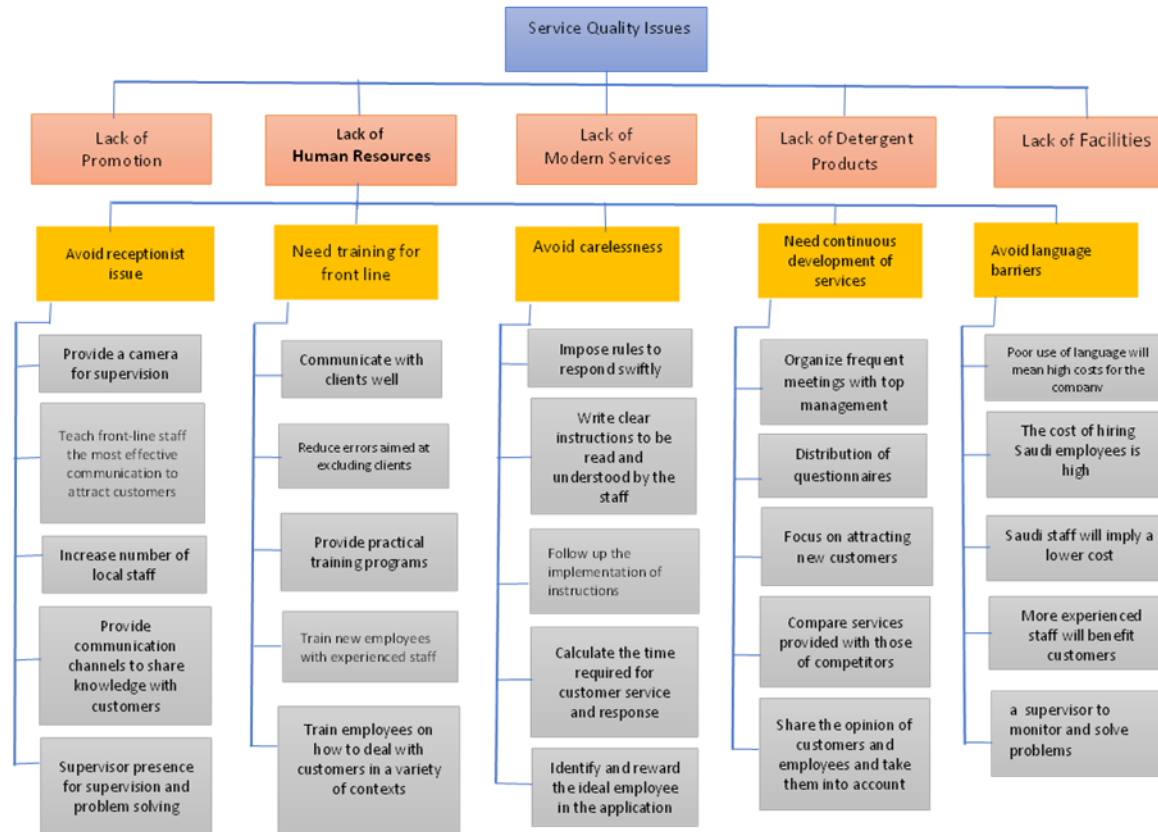 Service Quality Issues
Lack of
Promotion
Lack of
Human Resources
Lack of
Modern Services
Lack of Detergent
Products
Lack of Facilities
Avoid receptionist
issue
Need training for
front line
Avoid carelessness
Need continuous
development of
services
Avoid language
barriers
Provide a camera
for supervision
Teach front-line staff
the most effective
communication to
attract customers
Increase number of
local staff
Provide
communication
channels to share
knowledge with
customers
Supervisor presence
for supervision and
problem solving
Communicate with
clients well
Reduce errors aimed at
excluding clients
Provide practical
training programs
Train new employees
with experienced staff
Train employees on
how to deal with
customers in a variety
of contexts
Impose rules to
respond swiftly
Write clear
instructions to be
read and
understood by the
staff
Follow up the
implementation of
instructions
Calculate the time
required for
customer service
and response
Identify and reward
the ideal employee
in the application
Organize frequent
meetings with top
management
Distribution of
questionnaires
Focus on attracting
new customers
Compare services
provided with those
of competitors
Share the opinion of
customers and
employees and take
them into account
Poor use of language will
mean high costs for the
company
The cost of hiring
Saudi employees is
high
Saudi staff will imply a
lower cost
More experienced
staff will benefit
customers
a supervisor to
monitor and solve
problems